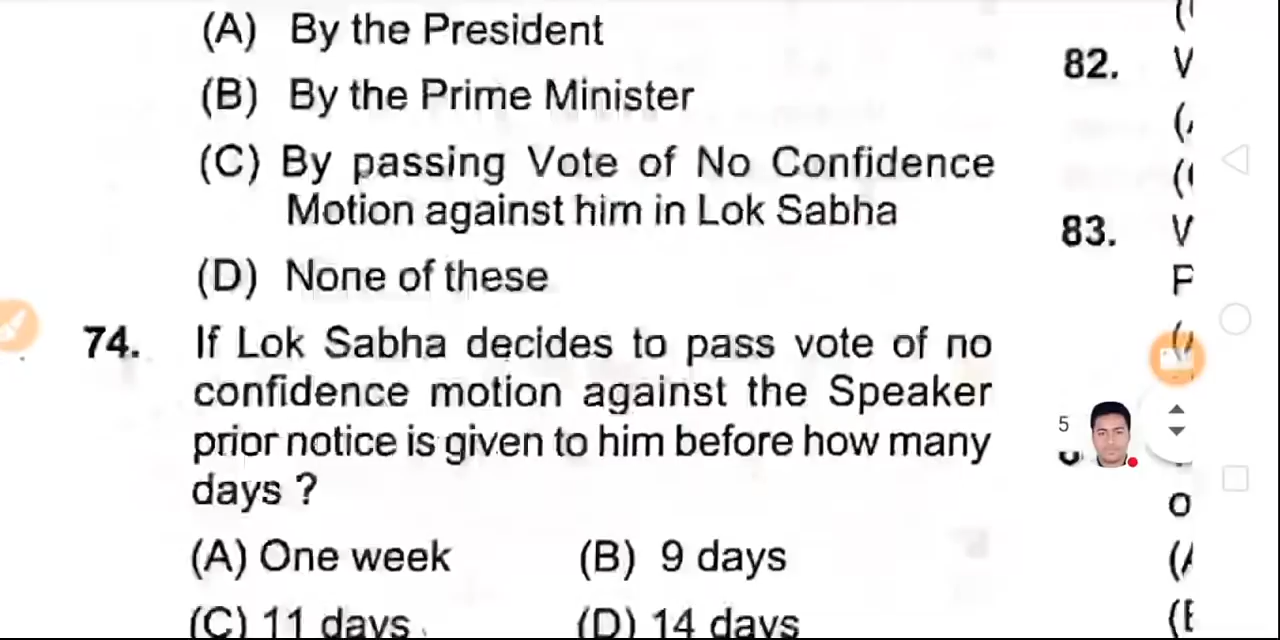 (A) By the President
(B) By the Prime Minister
(C) By passing Vote of No Confidence
Motion against him in Lok Sabha
(D) None of these
74. If Lok Sabha decides to pass vote of no
confidence motion against the Speaker
prior notice is given to him before how many
days ?
(A) One week (B) 9 days
(C) 11 days (D) 14 days
82. V
83. V
P
5